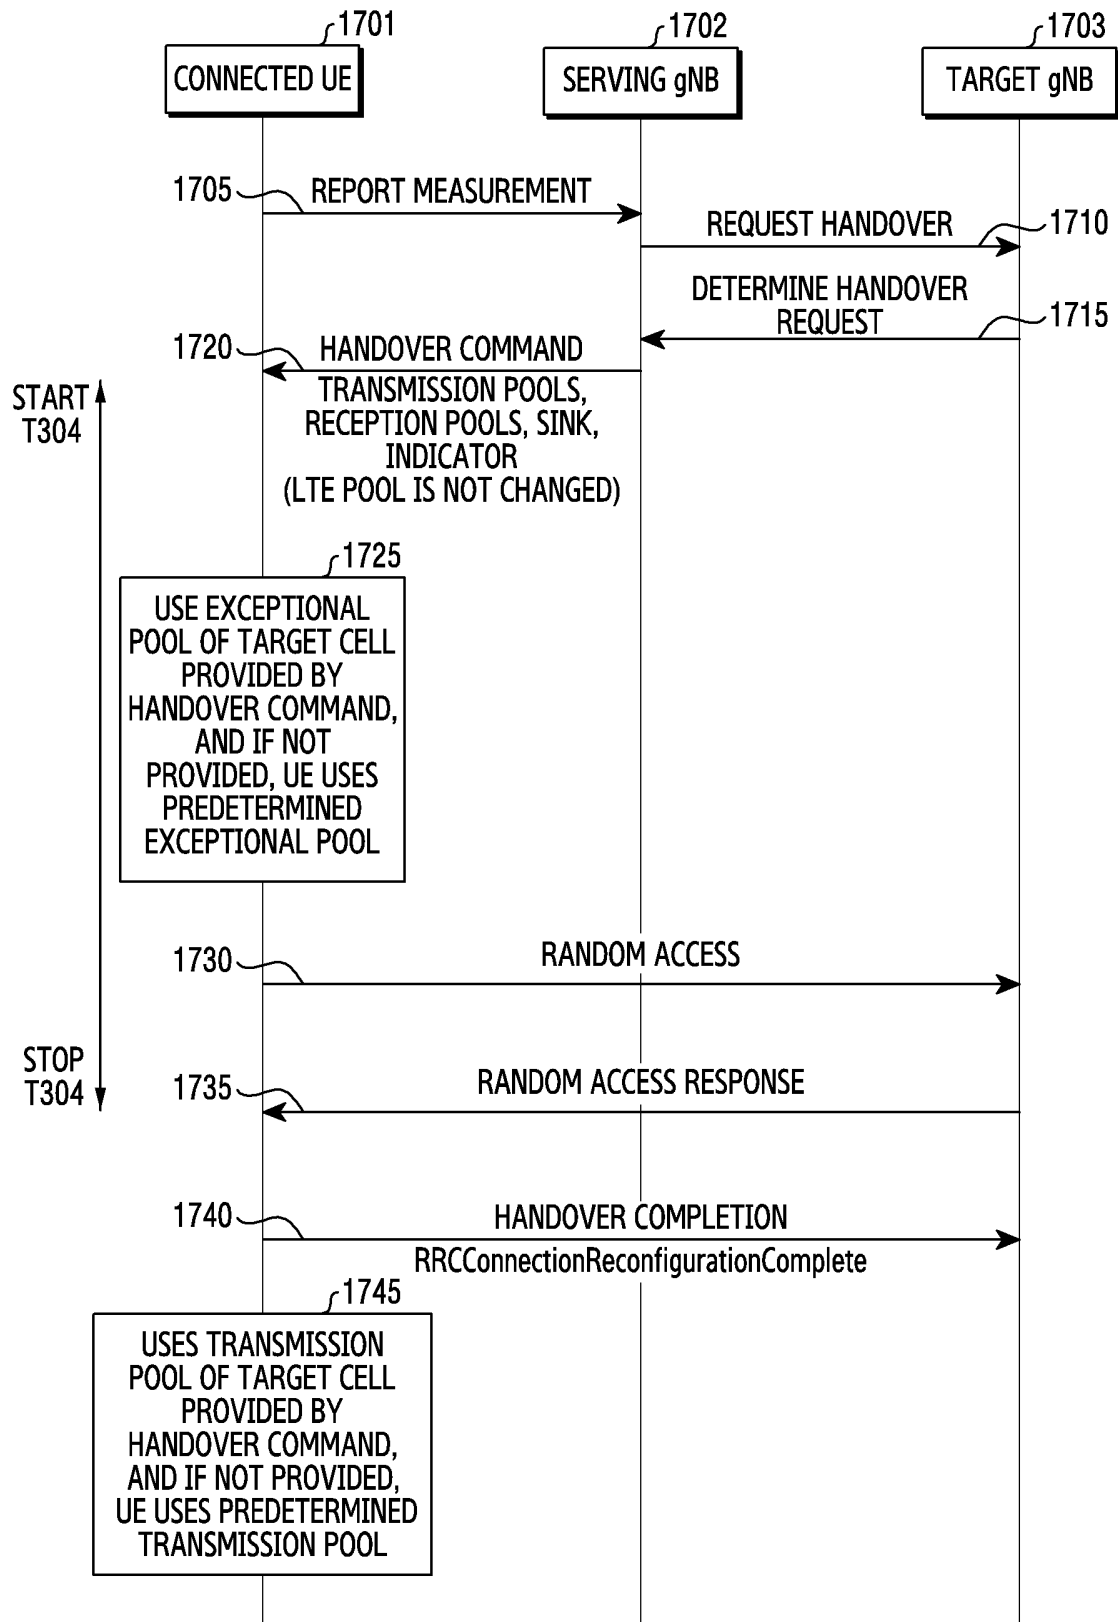 1701
1702
1703
CONNECTED UE
SERVING gNB
TARGET gNB
1705
REPORT MEASUREMENT
REQUEST HANDOVER
1710
DETERMINE HANDOVER
REQUEST
1715
1720
HANDOVER COMMAND
TRANSMISSION POOLS,
RECEPTION POOLS, SINK,
INDICATOR
(LTE POOL IS NOT CHANGED)
START
T304
1725
USE EXCEPTIONAL
POOL OF TARGET CELL
PROVIDED BY
HANDOVER COMMAND,
AND IF NOT
PROVIDED, UE USES
PREDETERMINED
EXCEPTIONAL POOL
1730
RANDOM ACCESS
STOP
T304
1735
RANDOM ACCESS RESPONSE
1740
HANDOVER COMPLETION
RRCConnectionReconfigurationComplete
1745
USES TRANSMISSION
POOL OF TARGET CELL
PROVIDED BY
HANDOVER COMMAND,
AND IF NOT PROVIDED,
UE USES PREDETERMINED
TRANSMISSION POOL